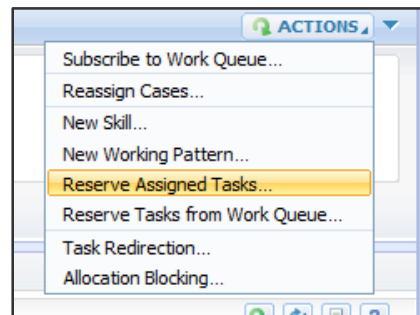 ACTIONS
Subscribe to Work Queue...
Reassign Cases...
New Skill...
New Working Pattern...
Reserve Assigned Tasks...
Reserve Tasks from Work Queue...
Task Redirection...
Allocation Blocking...
?